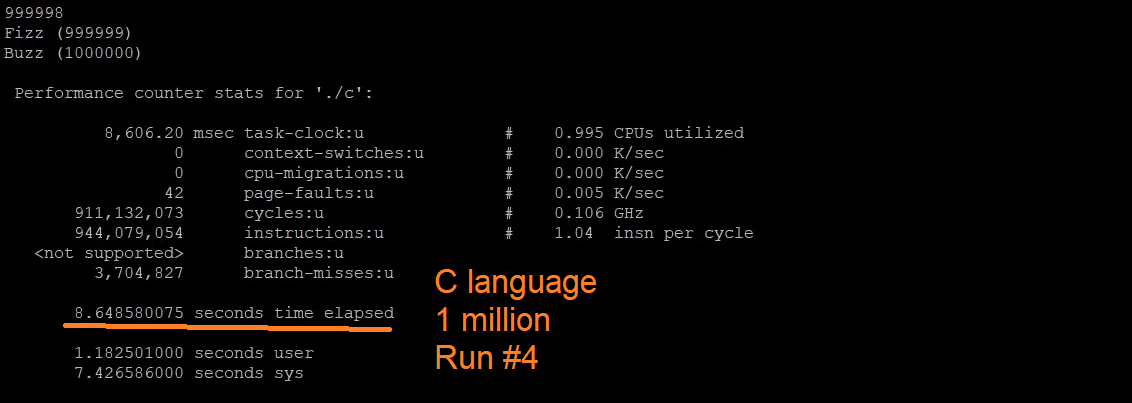 999998
Fizz (999999)
Buzz (1000000)
Performance counter stats for './c':
8,606.20 msec task-clock:u # 0.995 CPUs utilized
0 context-switches:u # 0.000 K/sec
0 cpu-migrations:u # 0.000 K/sec
42 page-faults:u # 0.005 K/sec
911,132,073 cycles:u # 0.106 GHz
944,079,054 instructions:u # 1.04 insn per cycle
<not supported> branches:u
3,704,827 branch-misses:u
8.648580075 seconds time elapsed
1.182501000 seconds user
7.426586000 seconds sys
C language
1 million
Run #4